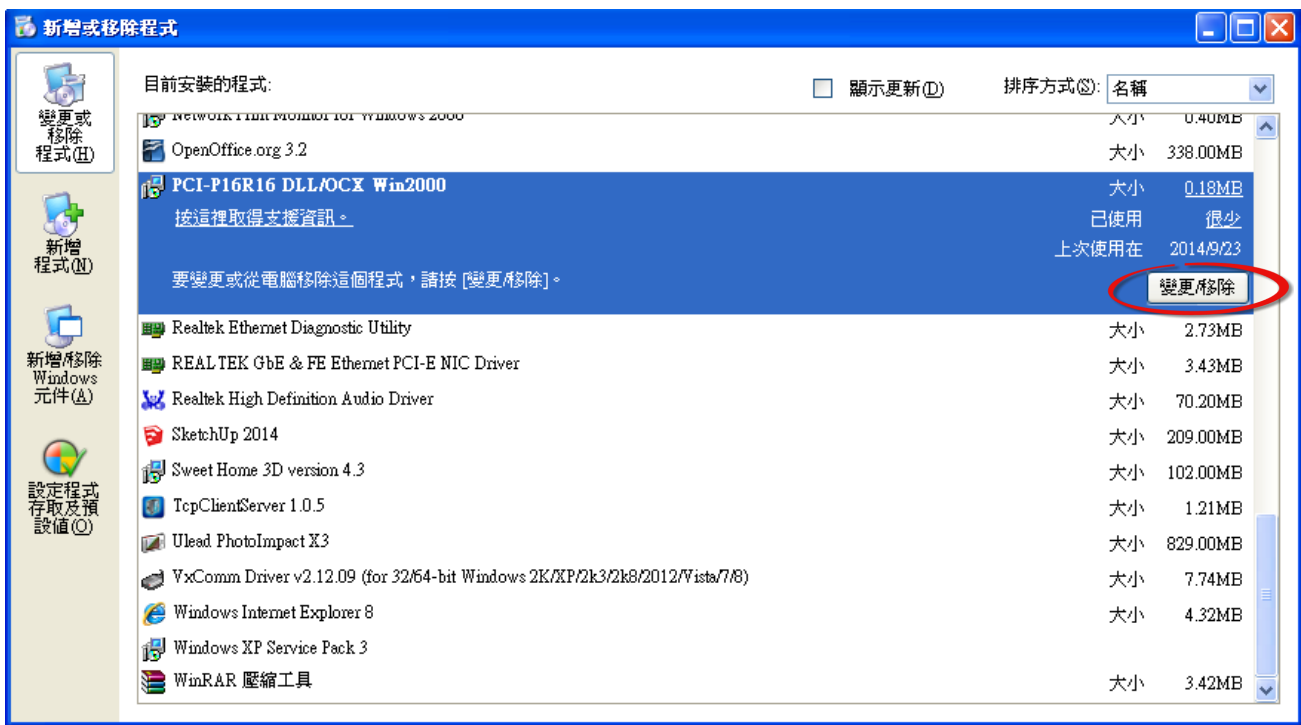 新增或移除程式
變更或
移除
程式(H)
新增
程式(N)
新增/移除
Windows
元件(A)
設定程式
存取及預
設值(O)
目前安裝的程式:
顯示更新(D)
排序方式(S): 名稱
Network Print Monitor for Windows 2000 大小 0.40MB
OpenOffice.org 3.2 大小 338.00MB
PCI-P16R16 DLL/OCX Win2000 大小 0.18MB
按這裡取得支援資訊。 已使用 很少
上次使用在 2014/9/23
要變更或從電腦移除這個程式，請按 [變更/移除]。 變更/移除
Realtek Ethernet Diagnostic Utility 大小 2.73MB
REALTEK GbE & FE Ethernet PCI-E NIC Driver 大小 3.43MB
Realtek High Definition Audio Driver 大小 70.20MB
SketchUp 2014 大小 209.00MB
Sweet Home 3D version 4.3 大小 102.00MB
TcpClientServer 1.0.5 大小 1.21MB
Ulead PhotoImpact X3 大小 829.00MB
VxComm Driver v2.12.09 (for 32/64-bit Windows 2K/XP/2k3/2k8/2012/Vista/7/8) 大小 7.74MB
Windows Internet Explorer 8 大小 4.32MB
Windows XP Service Pack 3
WinRAR 壓縮工具 大小 3.42MB